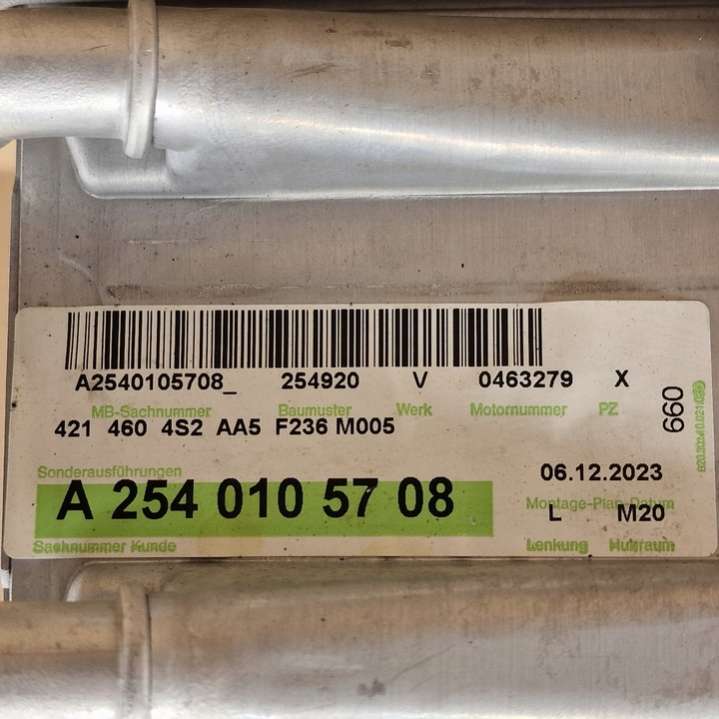 A2540105708_ 254920 V 0463279 X
MB-Sachnummer Baumuster Werk Motornummer PZ
421 460 4S2 AA5 F236 M005
660
Sonderausführungen
06.12.2023
A 254 010 57 08
Montage-Plan-Datum
L M20
Sachnummer Kunde
Lenkung Hubraum